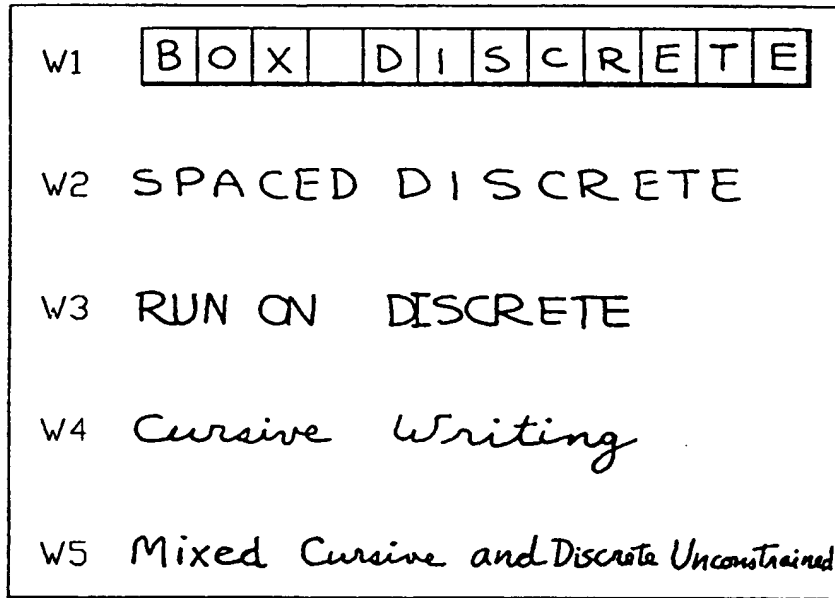 W1 BOX DISCRETE
W2 SPACED DISCRETE
W3 RUN ON DISCRETE
W4 Cursive Writing
W5 Mixed Cursive and Discrete Unconstrained